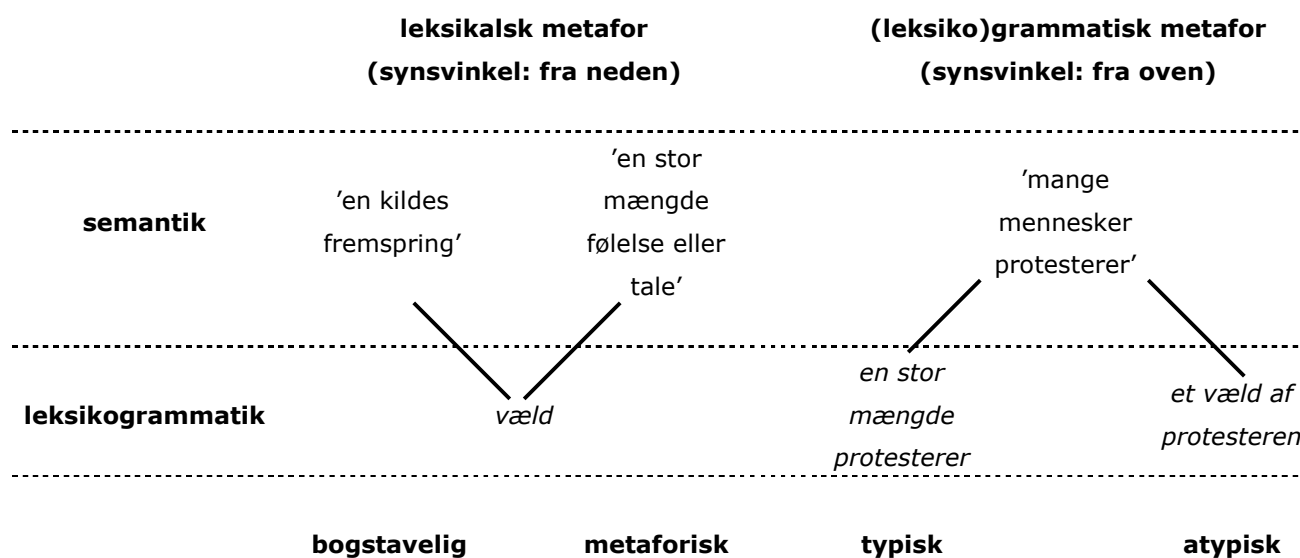 leksikalsk metafor
(synsvinkel: fra neden)
(leksiko)grammatisk metafor
(synsvinkel: fra oven)
semantik
'en kildes
fremspring'
'en stor
mængde
følelse eller
tale'
'mange
mennesker
protesterer'
leksikogrammatik
væld
en stor
mængde
protesterer
et væld af
protesteren
bogstavelig
metaforisk
typisk
atypisk